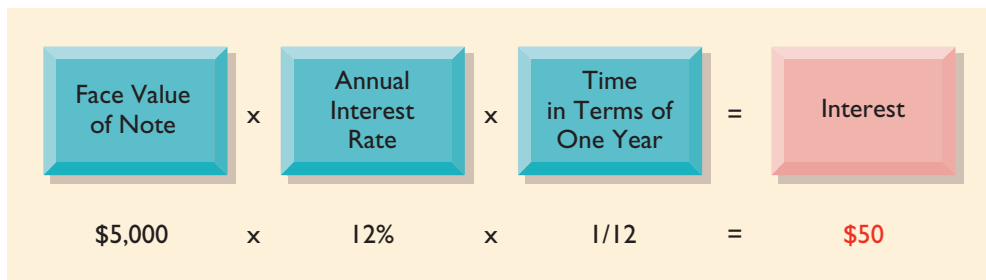 Face Value
of Note
x
Annual
Interest
Rate
x
Time
in Terms of
One Year
=
Interest
$5,000 x 12% x 1/12 = $50